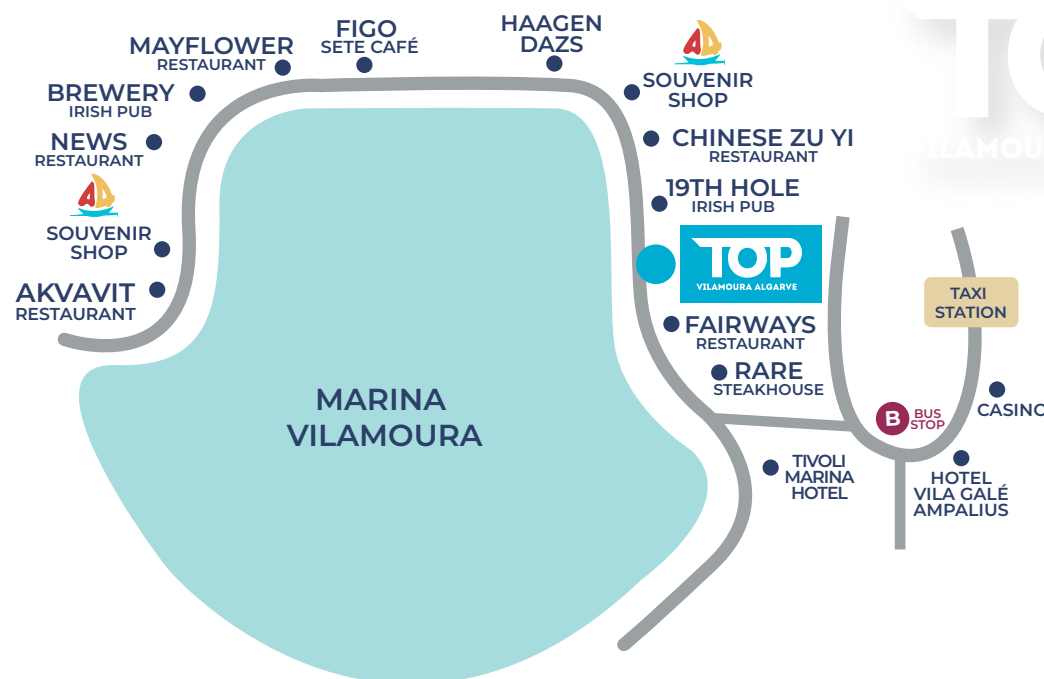 HAAGEN
DAZS
FIGO
SETE CAFÉ
MAYFLOWER
RESTAURANT
BREWERY
IRISH PUB
NEWS
RESTAURANT
SOUVENIR
SHOP
AKVAVIT
RESTAURANT
SOUVENIR
SHOP
CHINESE ZU YI
RESTAURANT
19TH HOLE
IRISH PUB
TOP
VILAMOURA ALGARVE
FAIRWAYS
RESTAURANT
RARE
STEAKHOUSE
MARINA
VILAMOURA
TAXI
STATION
CASINO
B
BUS
STOP
TIVOLI
MARINA
HOTEL
HOTEL
VILA GALÉ
AMPALIUS